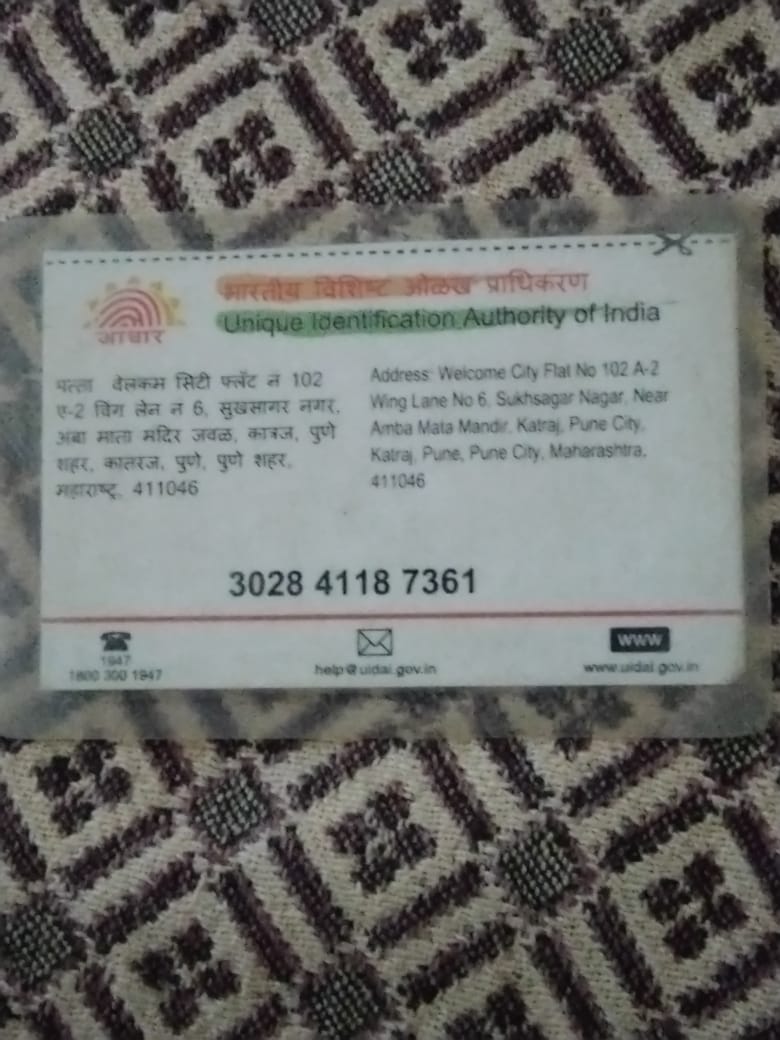 भारतीय विशिष्ट ओळख प्राधिकरण
Unique Identification Authority of India
आधार
पत्ता वेलकम सिटी फ्लॅट न 102
ए-2 विंग लेन न 6, सुखसागर नगर,
अंबा माता मंदिर जवळ, कात्रज, पुणे
शहर, कातरज, पुणे, पुणे शहर,
महाराष्ट्र, 411046
Address: Welcome City Flat No 102 A-2
Wing Lane No 6, Sukhsagar Nagar, Near
Amba Mata Mandir, Katraj, Pune City,
Katraj, Pune, Pune City, Maharashtra,
411046
3028 4118 7361
1947
1800 300 1947
help@uidai.gov.in
www
www.uidai.gov.in